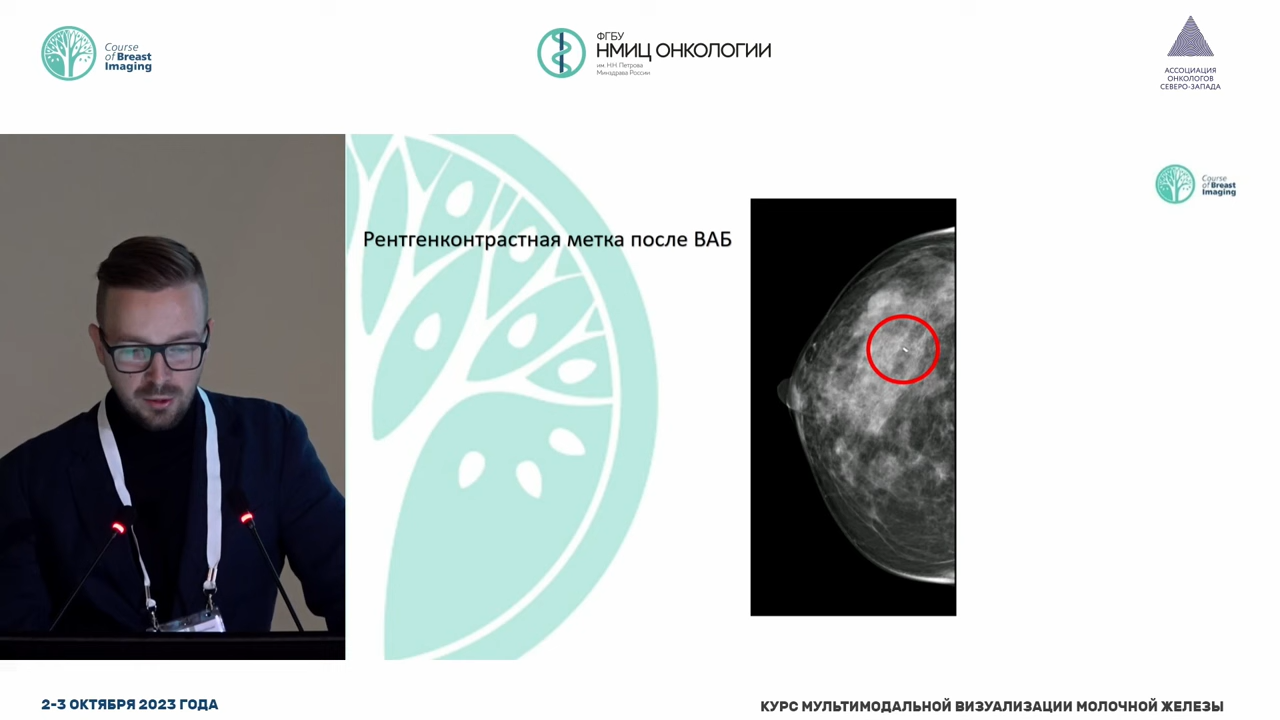 Course
of Breast
Imaging
ФГБУ
НМИЦ ОНКОЛОГИИ
им. Н.Н. Петрова
Минздрава России
АССОЦИАЦИЯ
ОНКОЛОГОВ
СЕВЕРО-ЗАПАДА
Course
of Breast
Imaging
Рентгенконтрастная метка после ВАБ
2-3 ОКТЯБРЯ 2023 ГОДА
КУРС МУЛЬТИМОДАЛЬНОЙ ВИЗУАЛИЗАЦИИ МОЛОЧНОЙ ЖЕЛЕЗЫ